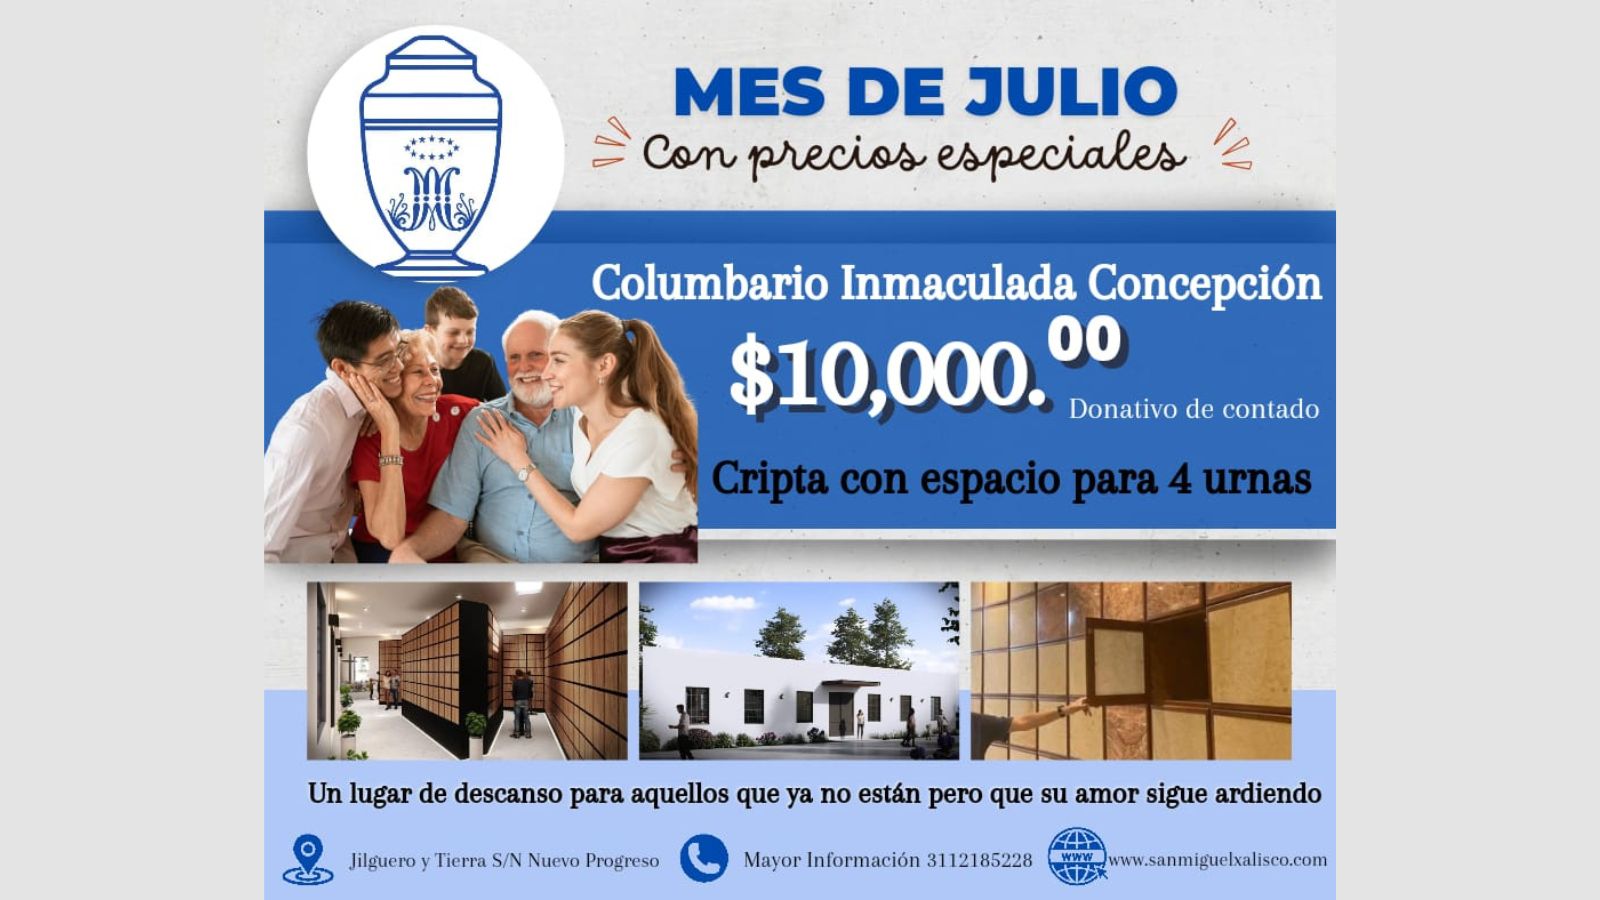 MES DE JULIO
Con precios especiales
Columbario Inmaculada Concepción
$10,000.00
Donativo de contado
Cripta con espacio para 4 urnas
Un lugar de descanso para aquellos que ya no están pero que su amor sigue ardiendo
Jilguero y Tierra S/N Nuevo Progreso
Mayor Información 3112185228
www
www.sanmiguelxalisco.com